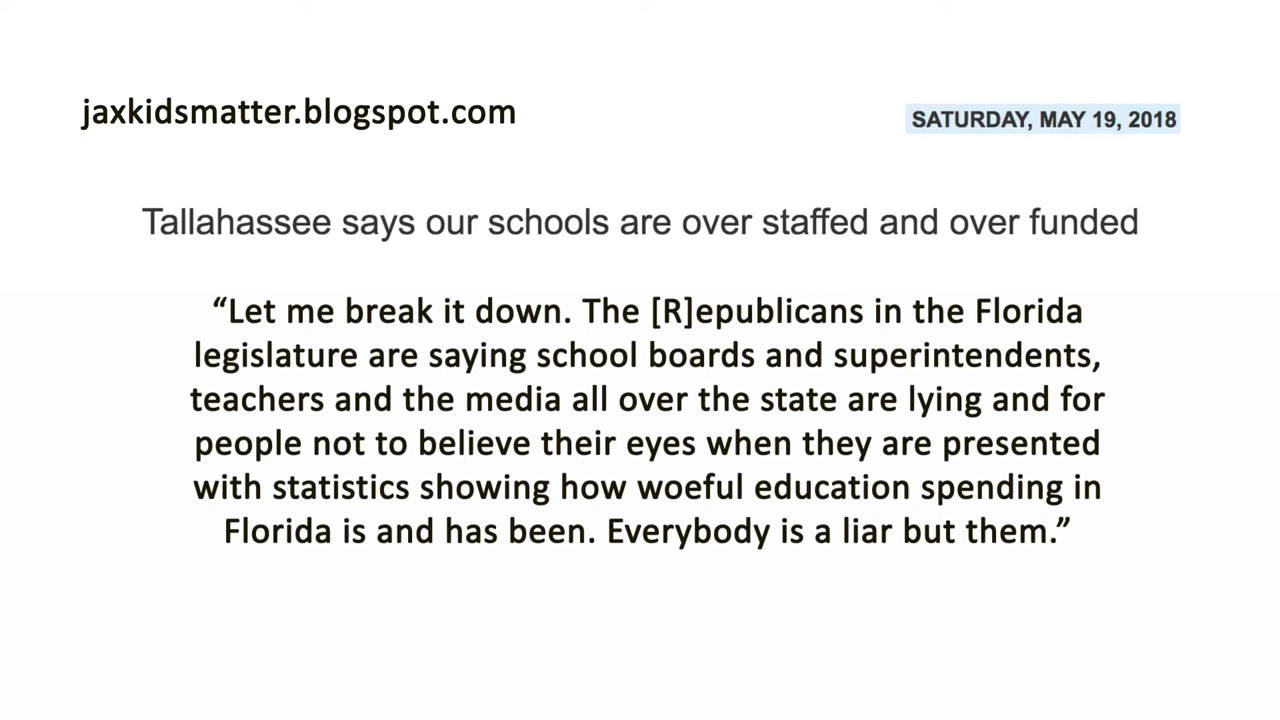 jaxkidsmatter.blogspot.com
SATURDAY, MAY 19, 2018
Tallahassee says our schools are over staffed and over funded
“Let me break it down. The [R]epublicans in the Florida
legislature are saying school boards and superintendents,
teachers and the media all over the state are lying and for
people not to believe their eyes when they are presented
with statistics showing how woeful education spending in
Florida is and has been. Everybody is a liar but them.”